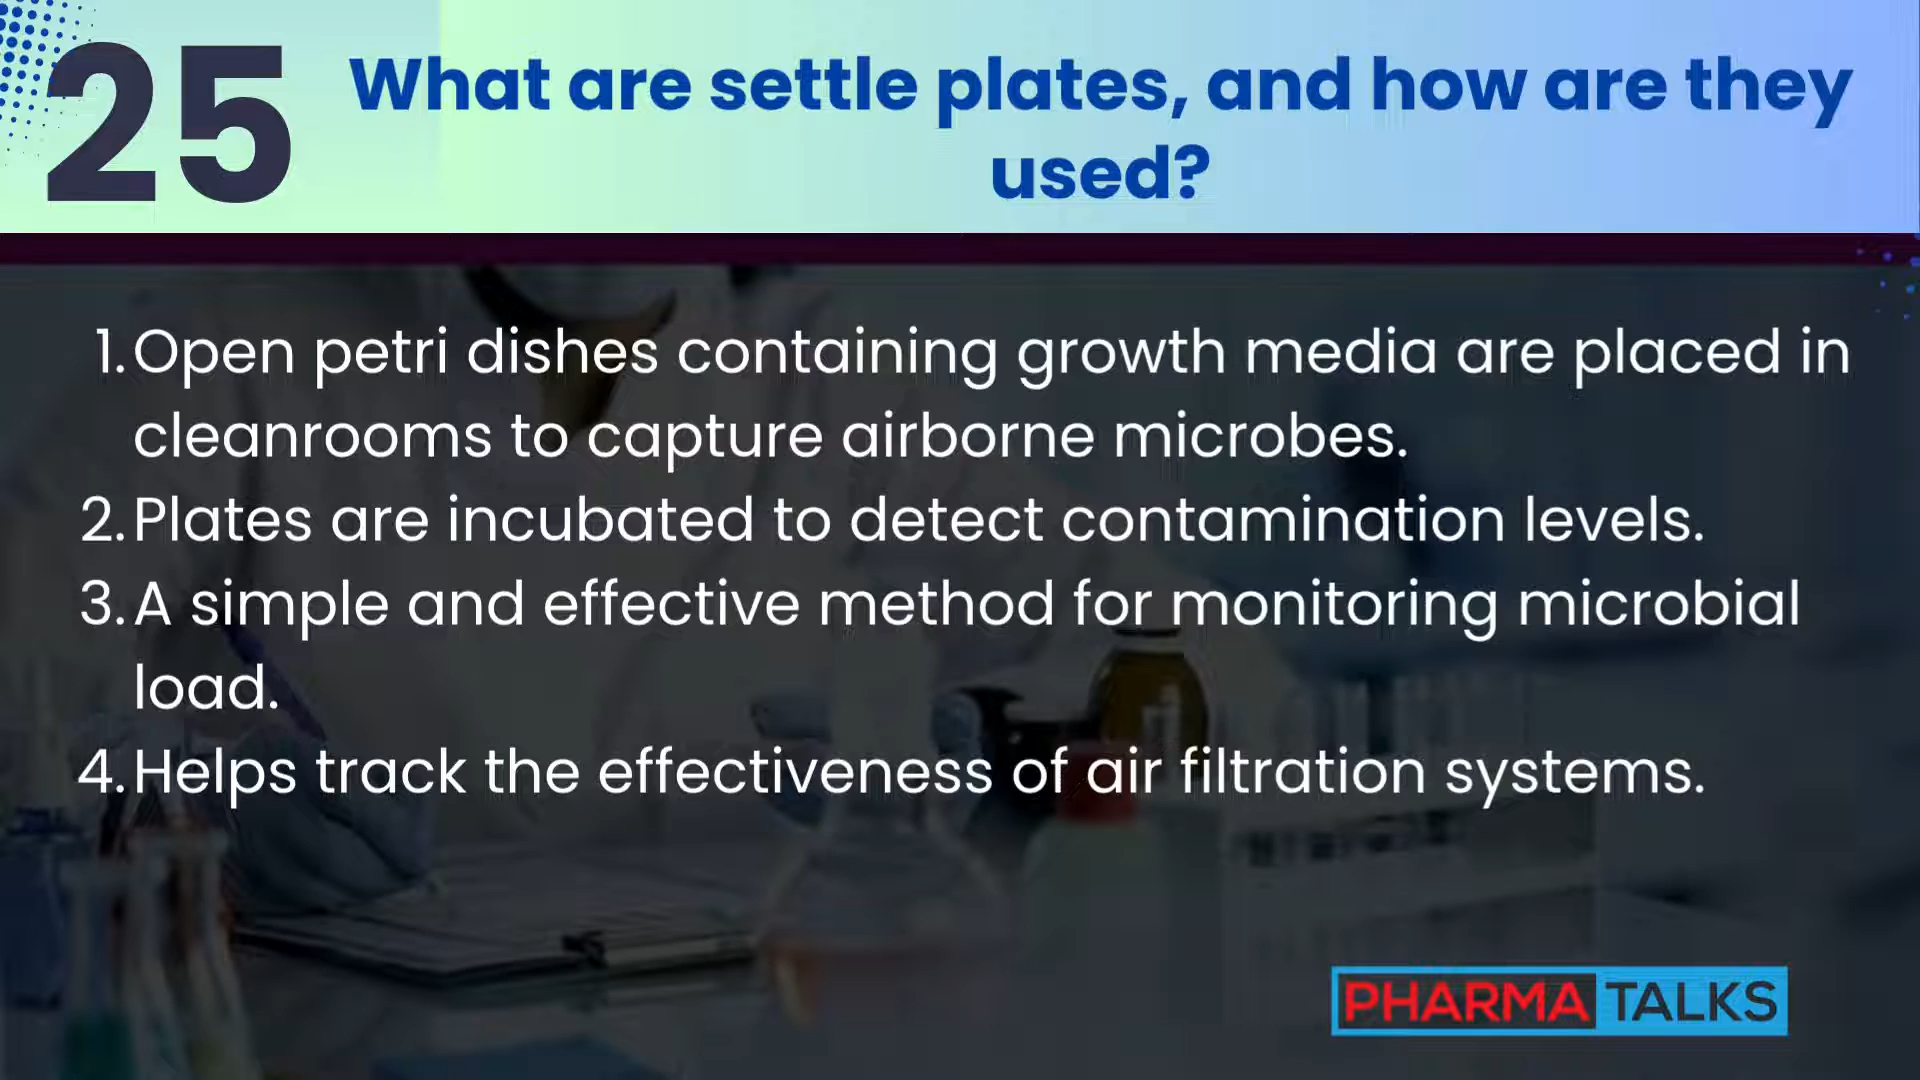 25
What are settle plates, and how are they
used?
1. Open petri dishes containing growth media are placed in
cleanrooms to capture airborne microbes.
2. Plates are incubated to detect contamination levels.
3. A simple and effective method for monitoring microbial
load.
4. Helps track the effectiveness of air filtration systems.
PHARMA TALKS